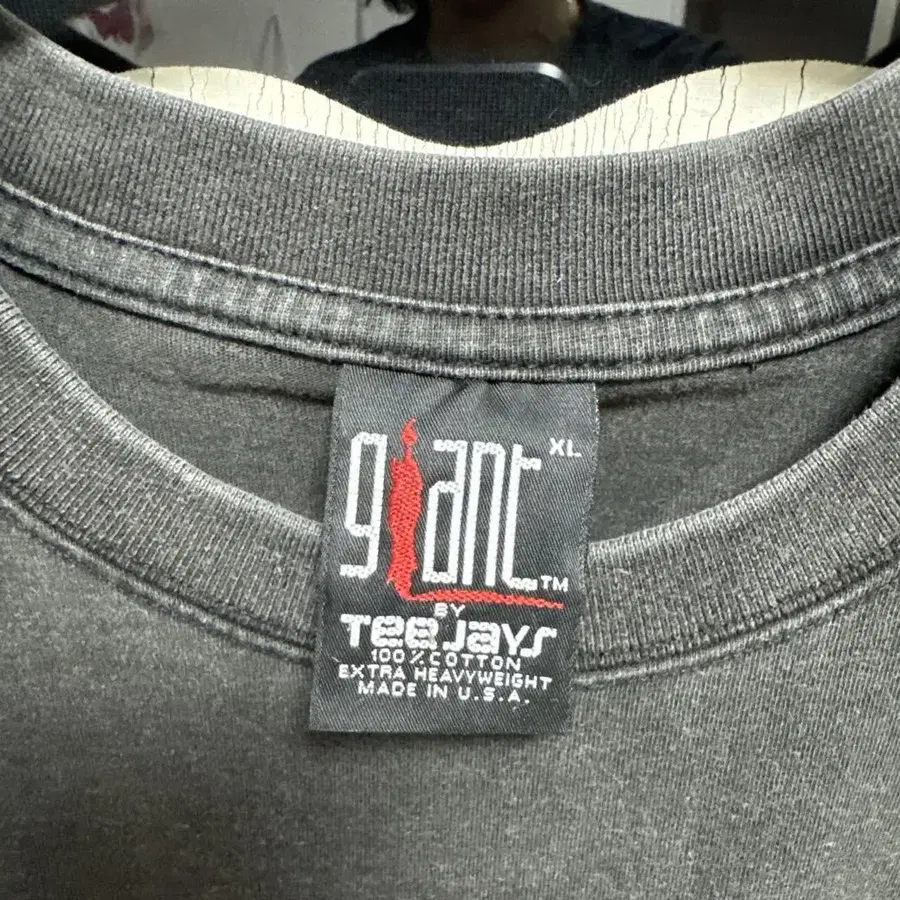 giant XL
TM
BY
TeeJays
100% COTTON
EXTRA HEAVYWEIGHT
MADE IN U.S.A.